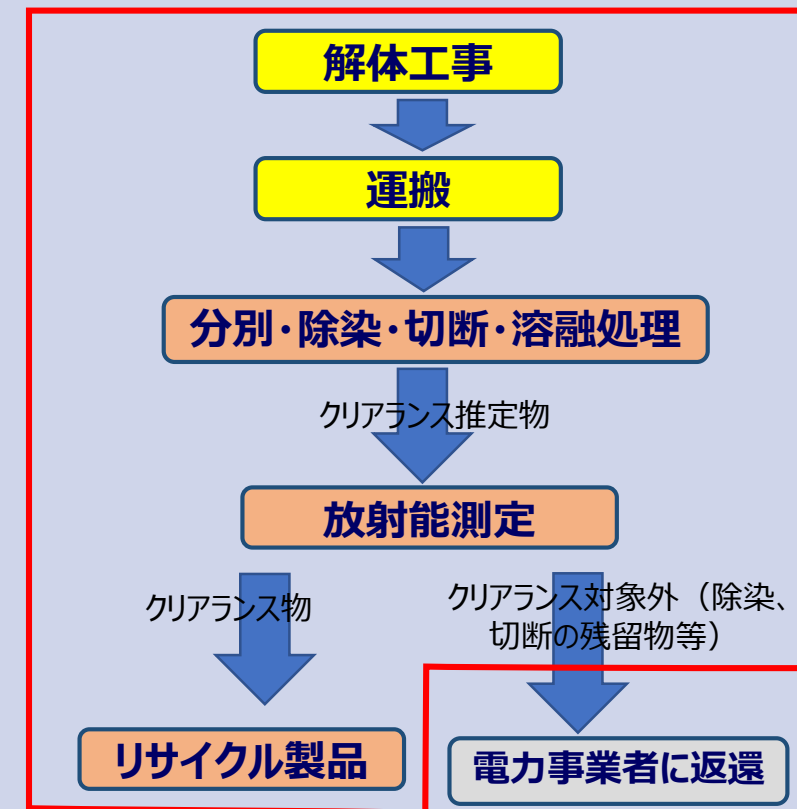 解体工事
運搬
分別・除染・切断・溶融処理
クリアランス推定物
放射能測定
クリアランス物
クリアランス対象外（除染、
切断の残留物等）
リサイクル製品
電力事業者に返還